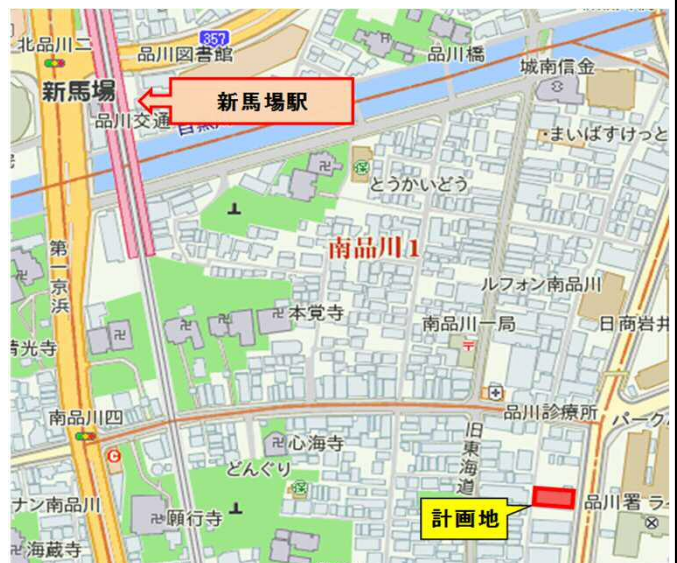 北品川二
357
品川図書館
品川橋
城南信金
新馬場
新馬場駅
品川交通
まいばすけっと
とうかいどう
第一京浜
南品川1
ルフォン南品川
本覚寺
南品川一局
日商岩井
清光寺
品川診療所
パーク
南品川四
心海寺
旧東海道
どんぐり
計画地
品川署
ナン南品川
願行寺
海蔵寺